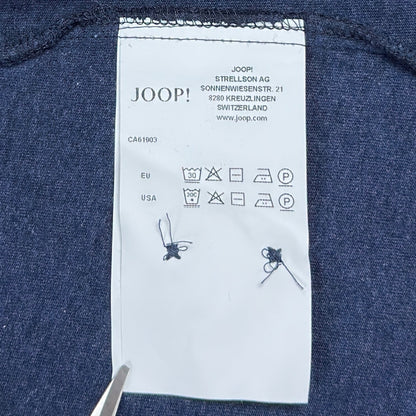 JOOP!
STRELLSON AG
SONNENWIESENSTR. 21
8280 KREUZLINGEN
SWITZERLAND
www.joop.com
JOOP!
CA61903
EU 30 P
USA 30C P